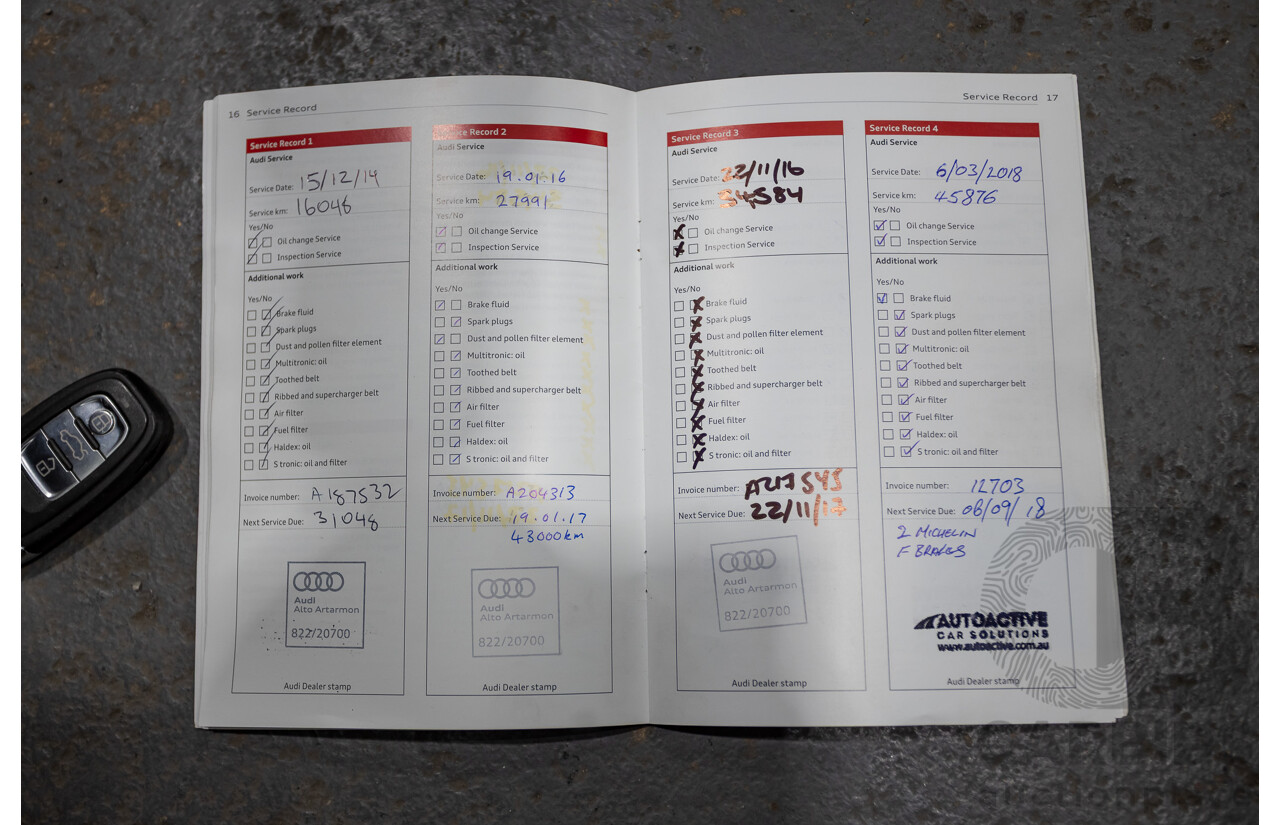 16 Service Record
Service Record 1
Audi Service
Service Date: 15/12/14
Service km: 16046
Yes/No
Oil change Service
Inspection Service
Additional work
Yes/No
Brake fluid
Spark plugs
Dust and pollen filter element
Multitronic: oil
Toothed belt
Ribbed and supercharger belt
Air filter
Fuel filter
Haldex: oil
S tronic: oil and filter
Invoice number: A187532
Next Service Due: 31046
Audi
Alto Artarmon
822/20700
Audi Dealer stamp
Service Record 2
Audi Service
Service Date: 19.01.16
Service km: 27991
Yes/No
Oil change Service
Inspection Service
Additional work
Yes/No
Brake fluid
Spark plugs
Dust and pollen filter element
Multitronic: oil
Toothed belt
Ribbed and supercharger belt
Air filter
Fuel filter
Haldex: oil
S tronic: oil and filter
Invoice number: A204313
Next Service Due: 19.01.17
43000km
Audi
Alto Artarmon
822/20700
Audi Dealer stamp
Service Record 17
Service Record 3
Audi Service
Service Date: 22/11/16
Service km: 34584
Yes/No
Oil change Service
Inspection Service
Additional work
Yes/No
Brake fluid
Spark plugs
Dust and pollen filter element
Multitronic: oil
Toothed belt
Ribbed and supercharger belt
Air filter
Fuel filter
Haldex: oil
S tronic: oil and filter
Invoice number: A217545
Next Service Due: 22/11/17
Audi
Alto Artarmon
822/20700
Audi Dealer stamp
Service Record 4
Audi Service
Service Date: 6/03/2018
Service km: 45876
Yes/No
Oil change Service
Inspection Service
Additional work
Yes/No
Brake fluid
Spark plugs
Dust and pollen filter element
Multitronic: oil
Toothed belt
Ribbed and supercharger belt
Air filter
Fuel filter
Haldex: oil
S tronic: oil and filter
Invoice number: 12703
Next Service Due: 06/09/18
2 MICHELIN
F BRAKES
AUTOACTIVE
CAR SOLUTIONS
www.autoactive.com.au
Audi Dealer stamp